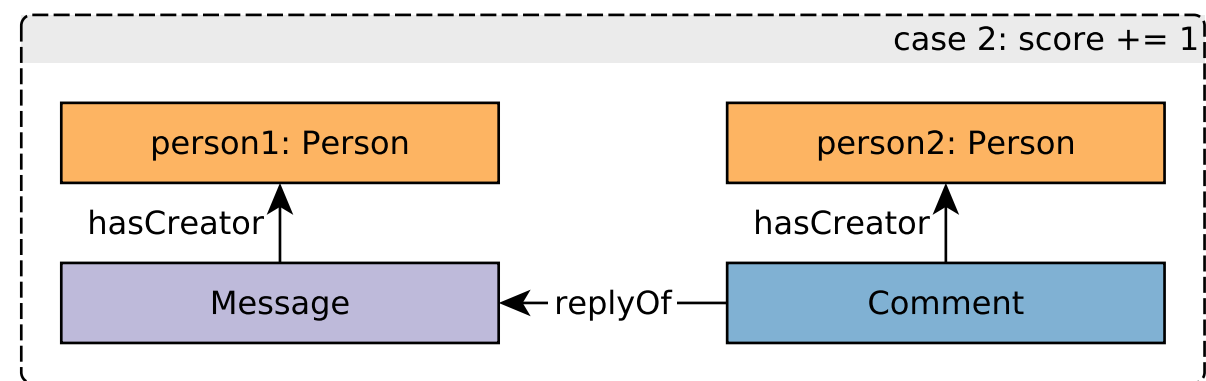 case 2: score += 1
person1: Person
person2: Person
hasCreator
hasCreator
Message
replyOf
Comment